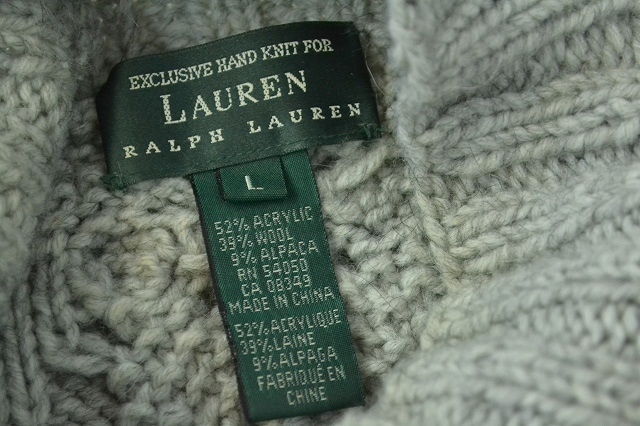 EXCLUSIVE HAND KNIT FOR
LAUREN
RALPH LAUREN
L
52% ACRYLIC
39% WOOL
9% ALPACA
RN 54050
CA 08349
MADE IN CHINA
52% ACRYLIQUE
39% LAINE
9% ALPAGA
FABRIQUÉ EN
CHINE